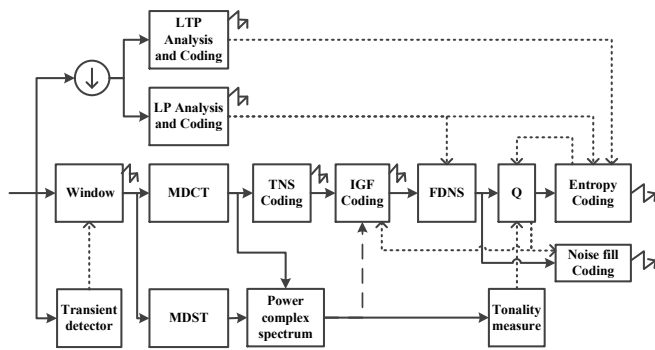 LTP
Analysis
and Coding
LP Analysis
and Coding
Window
MDCT
TNS
Coding
IGF
Coding
FDNS
Q
Entropy
Coding
Noise fill
Coding
Transient
detector
MDST
Power
complex
spectrum
Tonality
measure